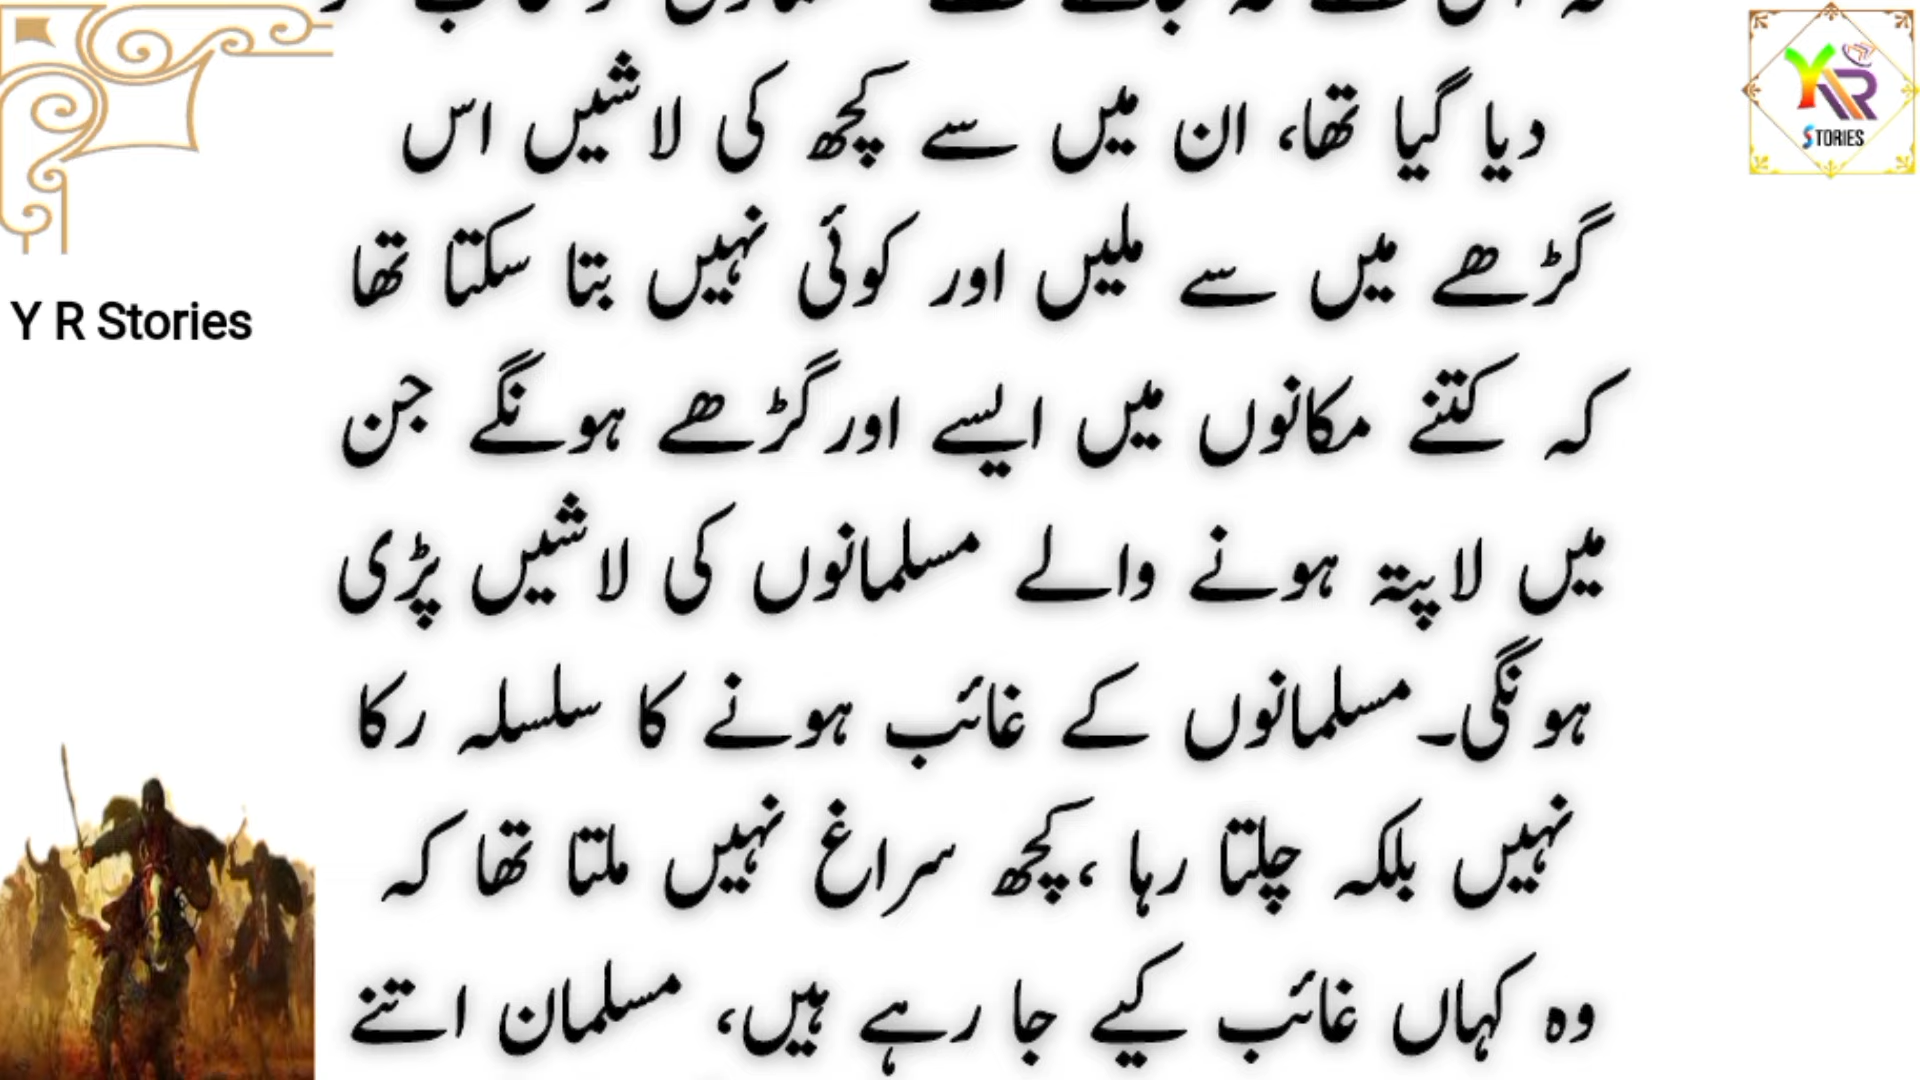 دیا گیا تھا، ان میں سے کچھ کی لاشیں اس
گڑھے میں سے ملیں اور کوئی نہیں بتا سکتا تھا
کہ کتنے مکانوں میں ایسے اور گڑھے ہونگے جن
میں لاپتہ ہونے والے مسلمانوں کی لاشیں پڑی
ہونگی۔ مسلمانوں کے غائب ہونے کا سلسلہ رکا
نہیں بلکہ چلتا رہا ،کچھ سراغ نہیں ملتا تھا کہ
وہ کہاں غائب کیے جا رہے ہیں، مسلمان اتنے
YR
STORIES
Y R Stories